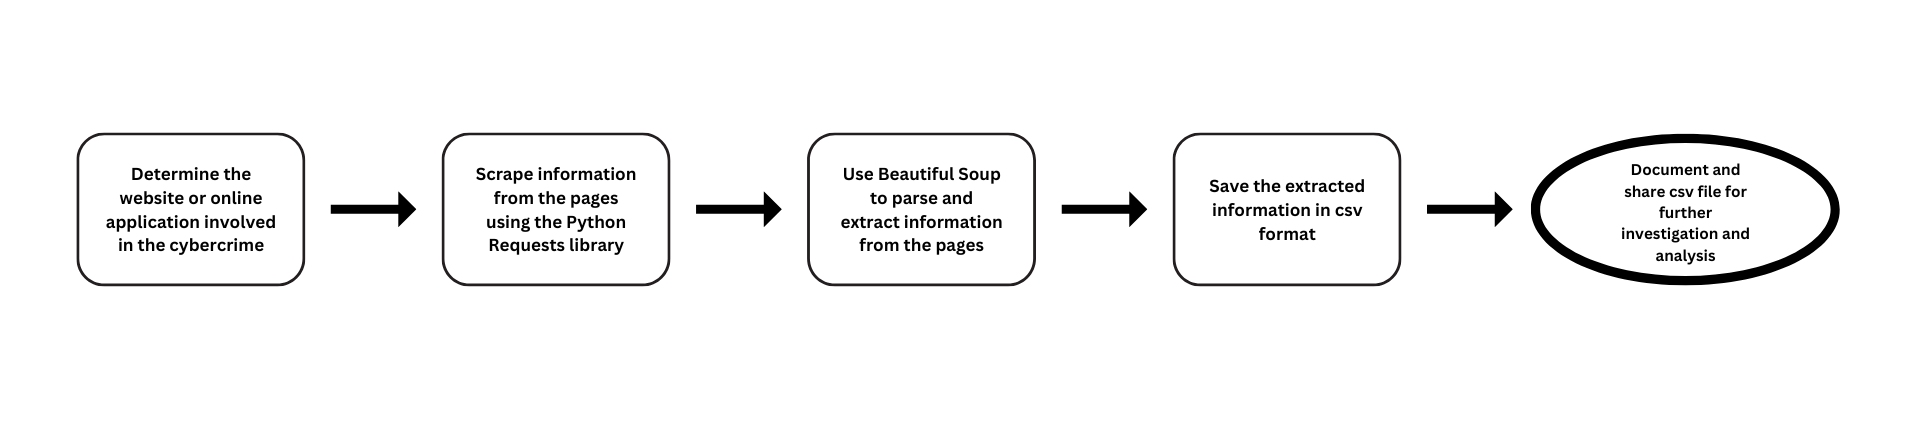 Determine the
website or online
application involved
in the cybercrime
Scrape information
from the pages
using the Python
Requests library
Use Beautiful Soup
to parse and
extract information
from the pages
Save the extracted
information in csv
format
Document and
share csv file for
further
investigation and
analysis